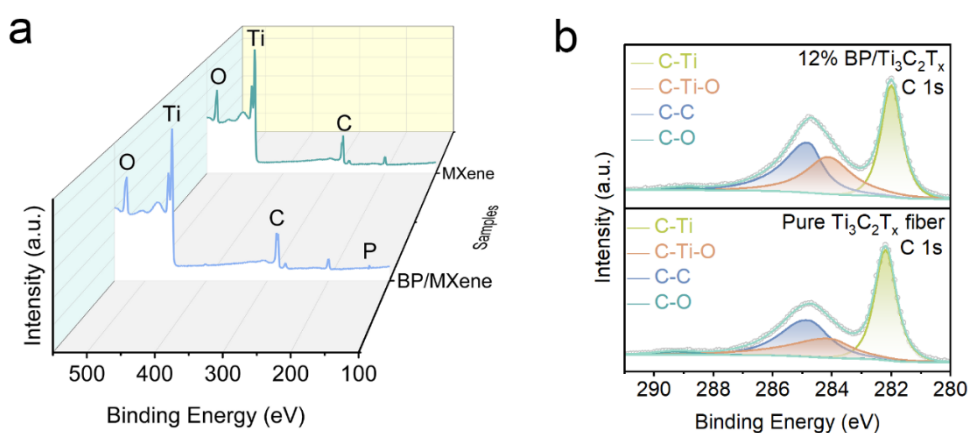 a
Ti
O
C
MXene
Ti
O
C
P
BP/MXene
Samples
Intensity (a.u.)
550 400 300 200 100
Binding Energy (eV)
b
C-Ti
C-Ti-O
C-C
C-O
12% BP/Ti₃C₂Tₓ
C 1s
C-Ti
C-Ti-O
C-C
C-O
Pure Ti₃C₂Tₓ fiber
C 1s
Intensity (a.u.)
290 288 286 284 282 280
Binding Energy (eV)